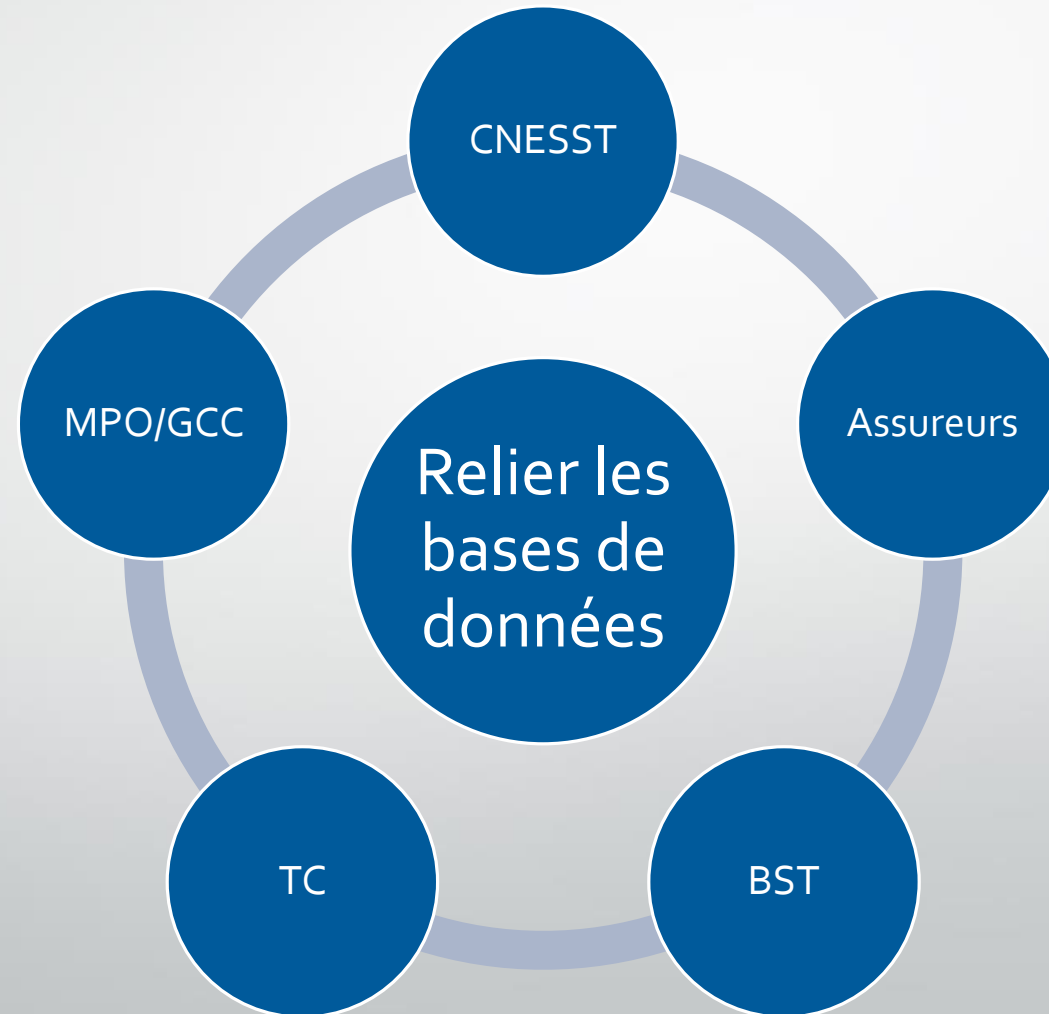 CNESST
MPO/GCC
Assureurs
Relier les
bases de
données
TC
BST